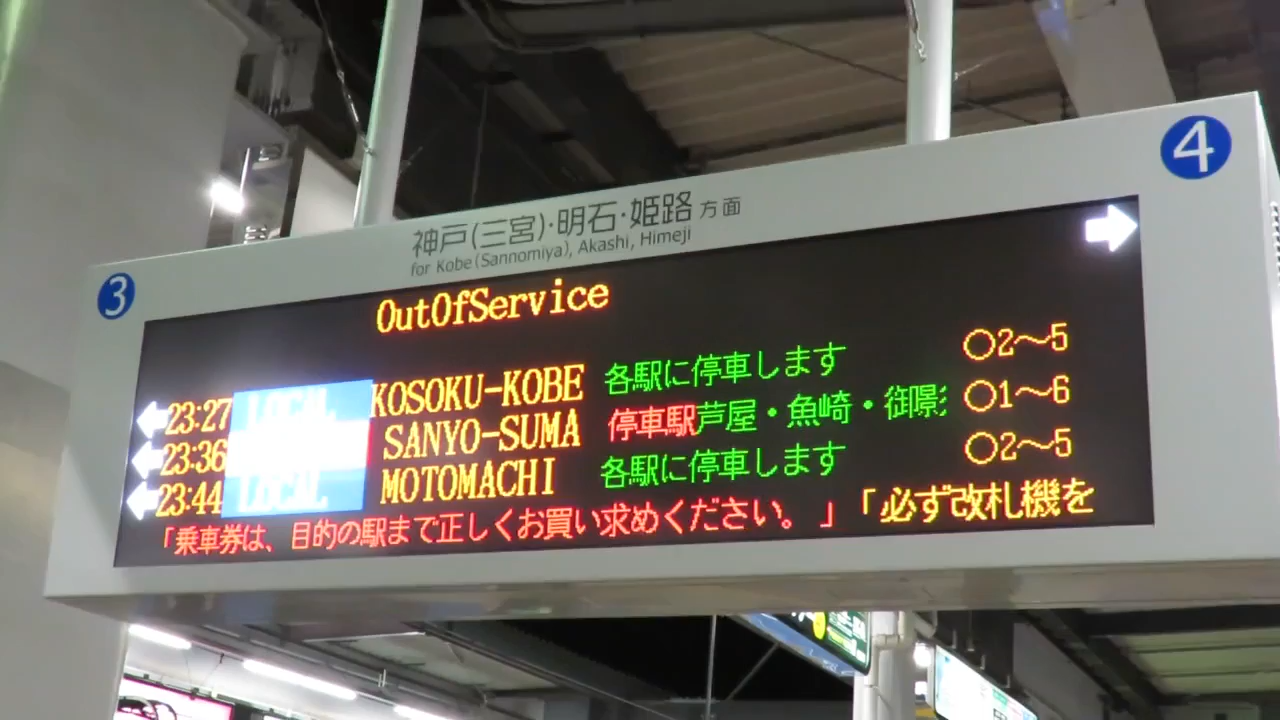 4
神戸(三宮)・明石・姫路 方面
for Kobe (Sannomiya), Akashi, Himeji
3
OutOfService
23:27 LOCAL KOSOKU-KOBE 各駅に停車します ○2～5
23:36 SANYO-SUMA 停車駅芦屋・魚崎・御影 ○1～6
23:44 LOCAL MOTOMACHI 各駅に停車します ○2～5
「乗車券は、目的の駅まで正しくお買い求めください。」「必ず改札機を